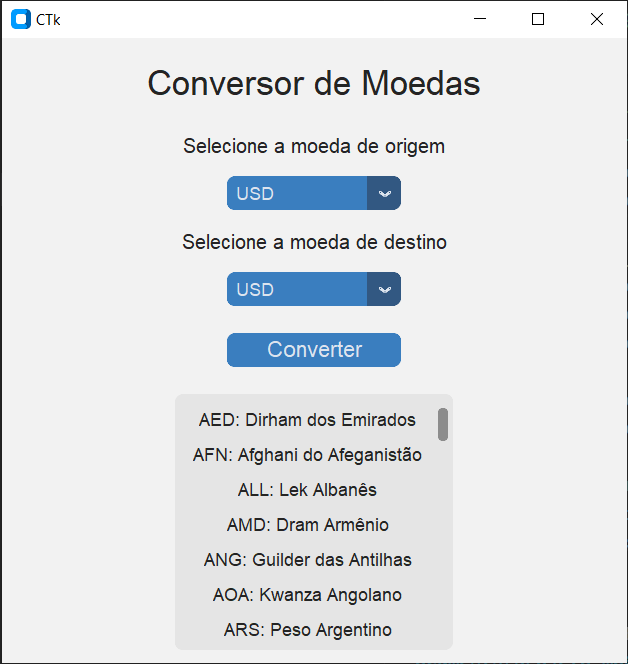 CTk
Conversor de Moedas
Selecione a moeda de origem
USD
Selecione a moeda de destino
USD
Converter
AED: Dirham dos Emirados
AFN: Afghani do Afeganistão
ALL: Lek Albanês
AMD: Dram Armênio
ANG: Guilder das Antilhas
AOA: Kwanza Angolano
ARS: Peso Argentino